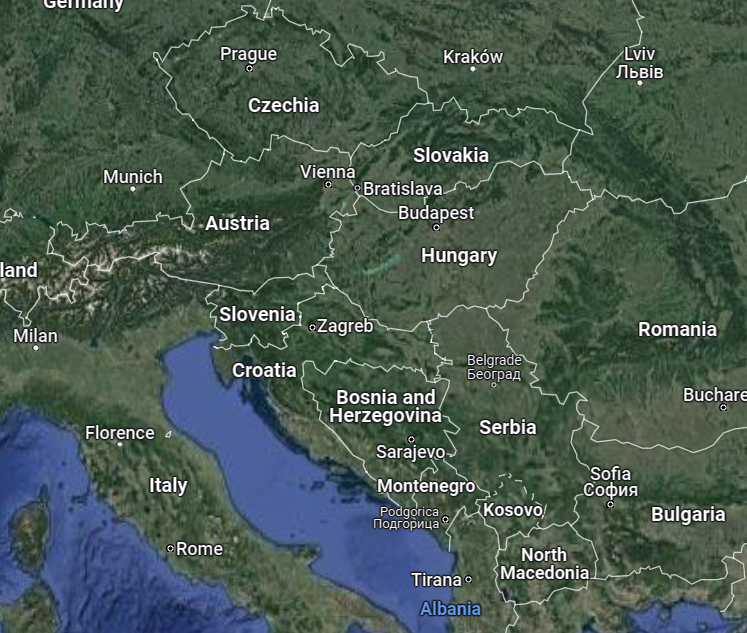 Germany
Prague
Kraków
Lviv
Львів
Czechia
Slovakia
Munich
Vienna
Bratislava
Budapest
Austria
Hungary
land
Slovenia
Zagreb
Milan
Romania
Croatia
Belgrade
Београд
Bosnia and
Herzegovina
Buchare
Serbia
Florence
Sarajevo
Sofia
София
Italy
Montenegro
Kosovo
Bulgaria
Podgorica
Подгорица
Rome
North
Macedonia
Tirana
Albania